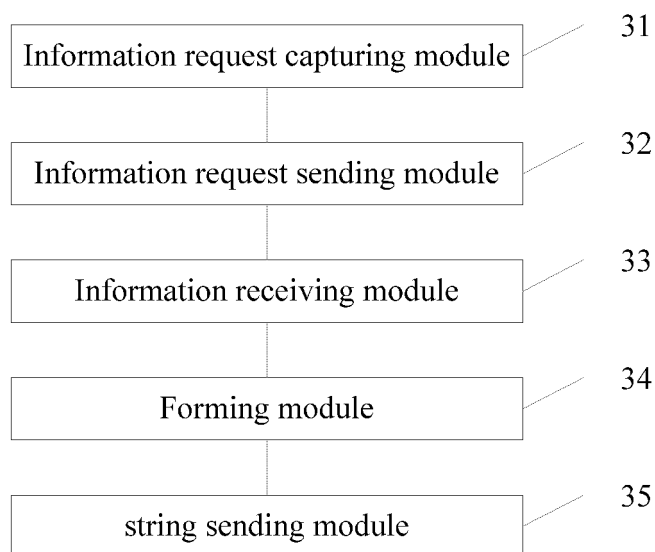 31
Information request capturing module
32
Information request sending module
33
Information receiving module
34
Forming module
35
string sending module